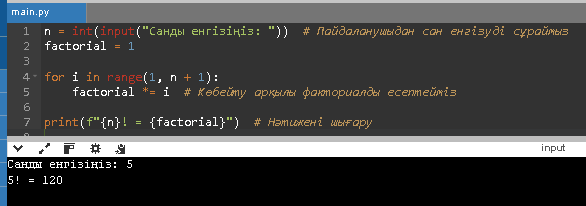 main.py
1 n = int(input("Санды енгізіңіз: "))  # Пайдаланушыдан сан енгізуді сұраймыз
2 factorial = 1
3
4 for i in range(1, n + 1):
5     factorial *= i  # Көбейту арқылы факториалды есептейміз
6
7 print(f"{n}! = {factorial}")  # Нәтижені шығару
input
Санды енгізіңіз: 5
5! = 120